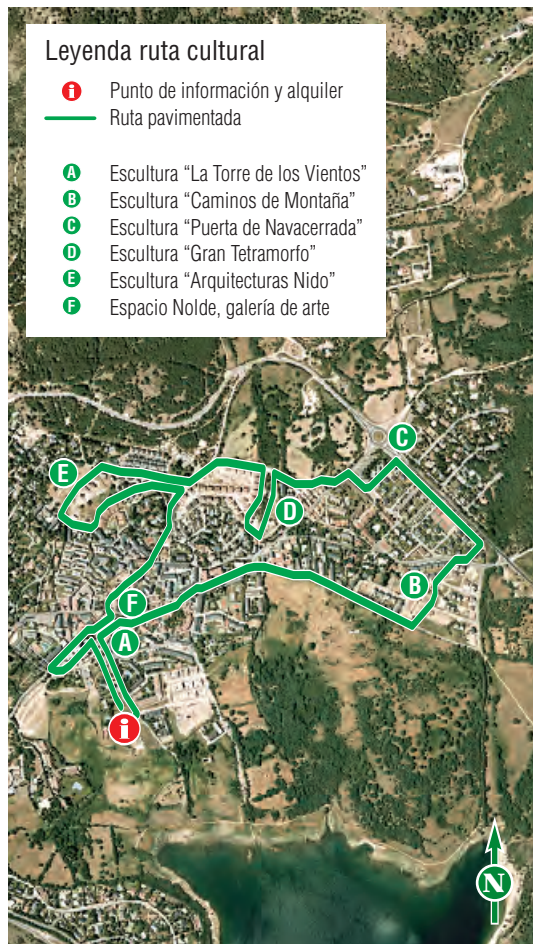 Leyenda ruta cultural
i Punto de información y alquiler
Ruta pavimentada
A Escultura “La Torre de los Vientos”
B Escultura “Caminos de Montaña”
C Escultura “Puerta de Navacerrada”
D Escultura “Gran Tetramorfo”
E Escultura “Arquitecturas Nido”
F Espacio Nolde, galería de arte
C
E
D
B
F
A
i
N